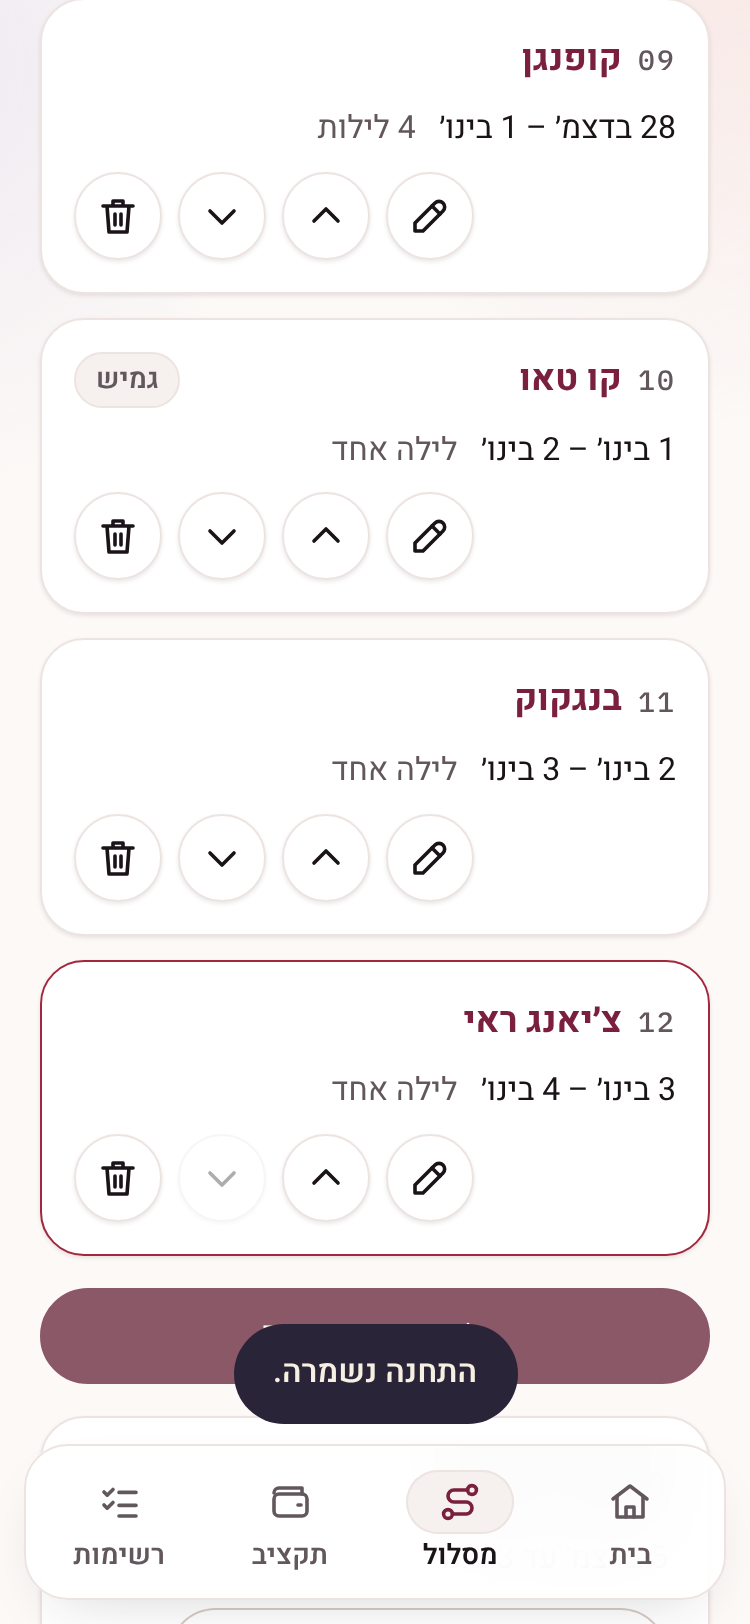 09 קופנגן
28 בדצמ׳ – 1 בינו׳ 4 לילות
10 קו טאו גמיש
1 בינו׳ – 2 בינו׳ לילה אחד
11 בנגקוק
2 בינו׳ – 3 בינו׳ לילה אחד
12 צ׳יאנג ראי
3 בינו׳ – 4 בינו׳ לילה אחד
התחנה נשמרה.
בית מסלול תקציב רשימות